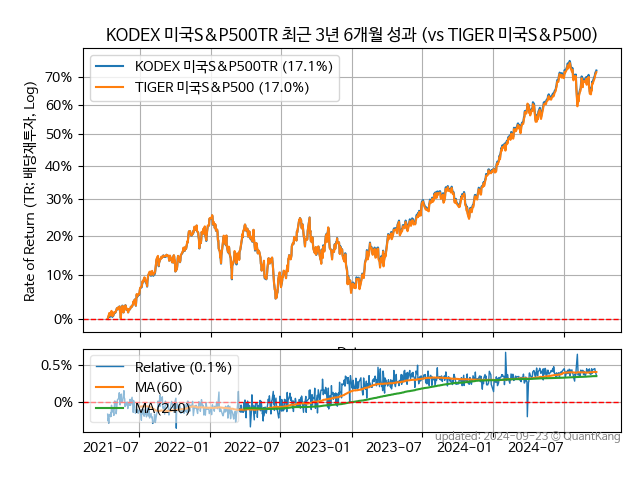 KODEX 미국S&P500TR 최근 3년 6개월 성과 (vs TIGER 미국S&P500)
KODEX 미국S&P500TR (17.1%)
TIGER 미국S&P500 (17.0%)
Rate of Return (TR: 배당재투자, Log)
70%
60%
50%
40%
30%
20%
10%
0%
0.5%
0%
Relative (0.1%)
MA(60)
MA(240)
updated: 2024-09-23 © QuantKang
2021-07 2022-01 2022-07 2023-01 2023-07 2024-01 2024-07